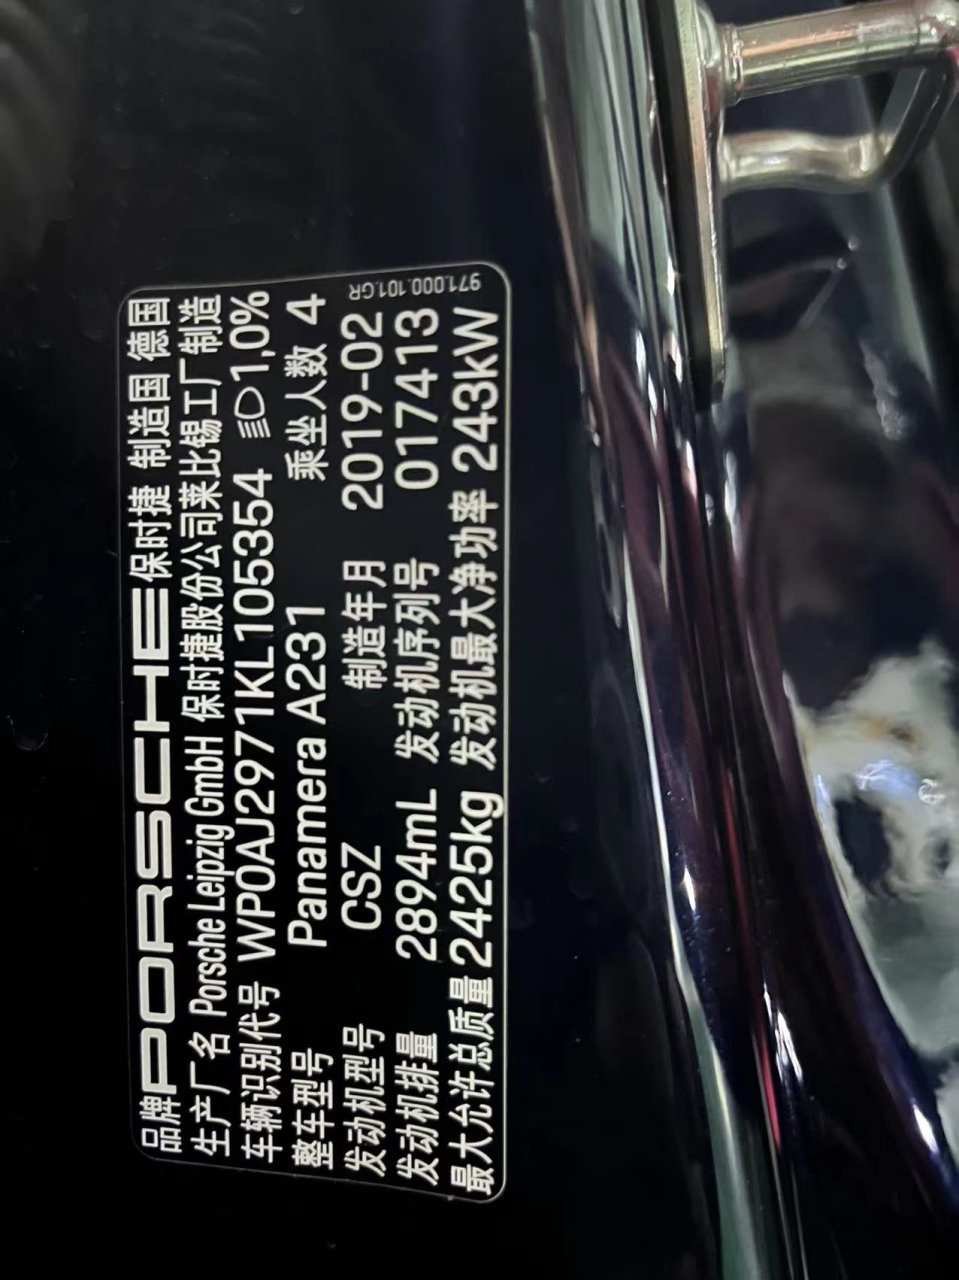 品牌 PORSCHE 保时捷 制造国 德国
生产厂名 Porsche Leipzig GmbH 保时捷股份公司莱比锡工厂制造
车辆识别代号 WP0AJ2971KL105354 1,0%
整车型号 Panamera A231 乘坐人数 4
发动机型号 CSZ 制造年月 2019-02
发动机排量 2894mL 发动机序列号 017413
最大允许总质量 2425kg 发动机最大净功率 243kW
971.000.101.GR